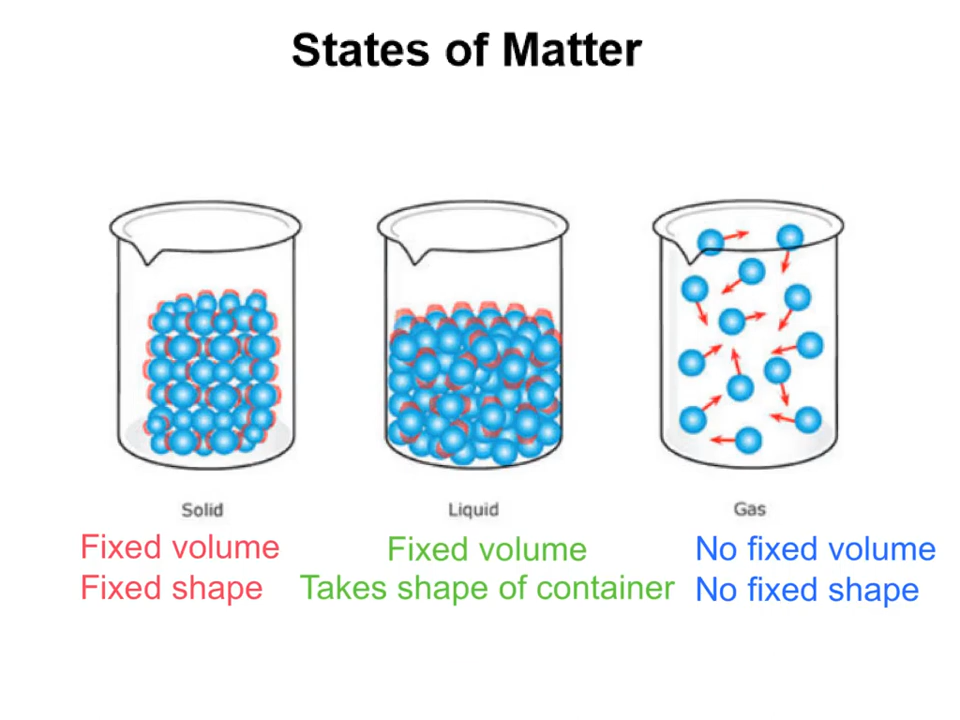 States of Matter
Solid
Liquid
Gas
Fixed volume
Fixed shape
Fixed volume
Takes shape of container
No fixed volume
No fixed shape